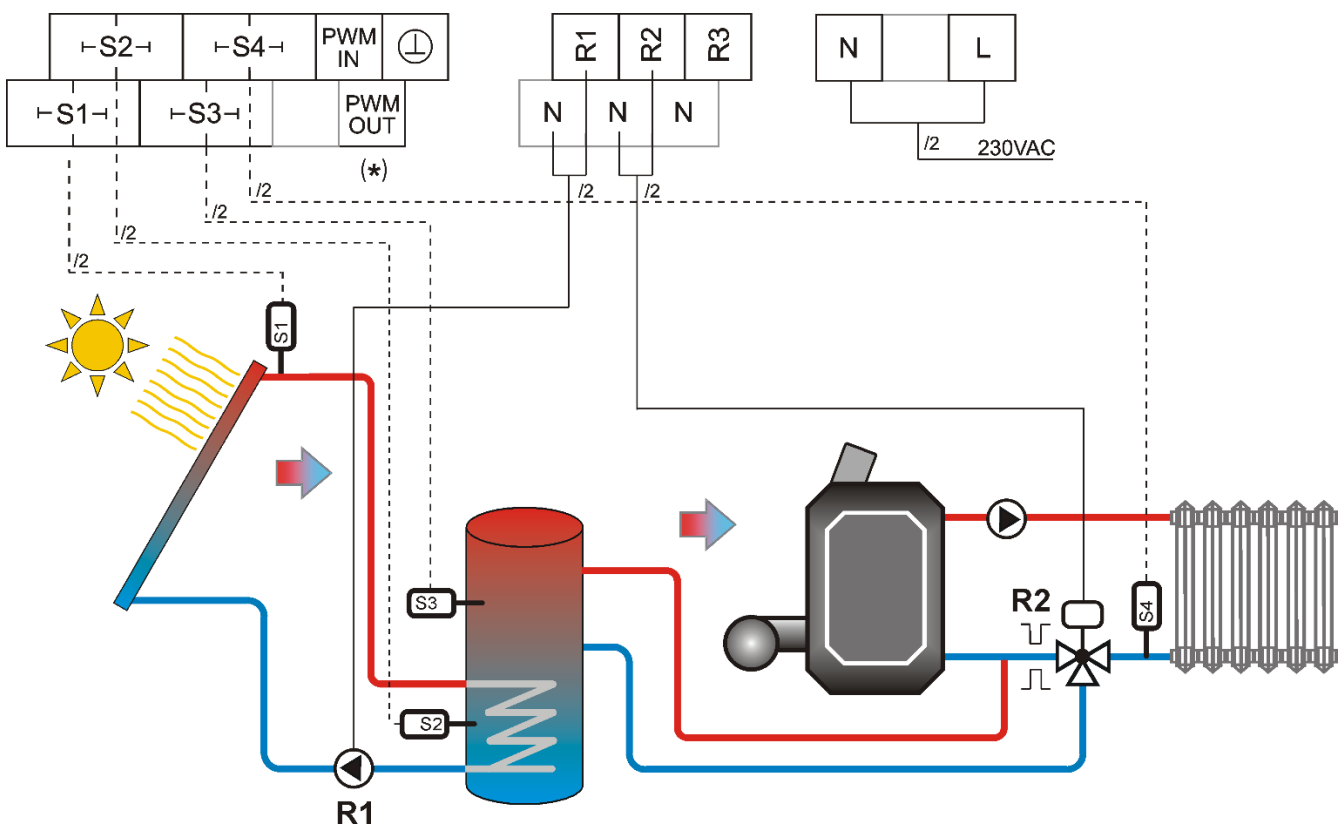 S2 S4 PWM IN
S1 S3 PWM OUT
(*)
R1 R2 R3
N N N
N L
/2 230VAC
/2 /2
/2
/2
/2
/2
S1
S3
S2
R1
R2
S4